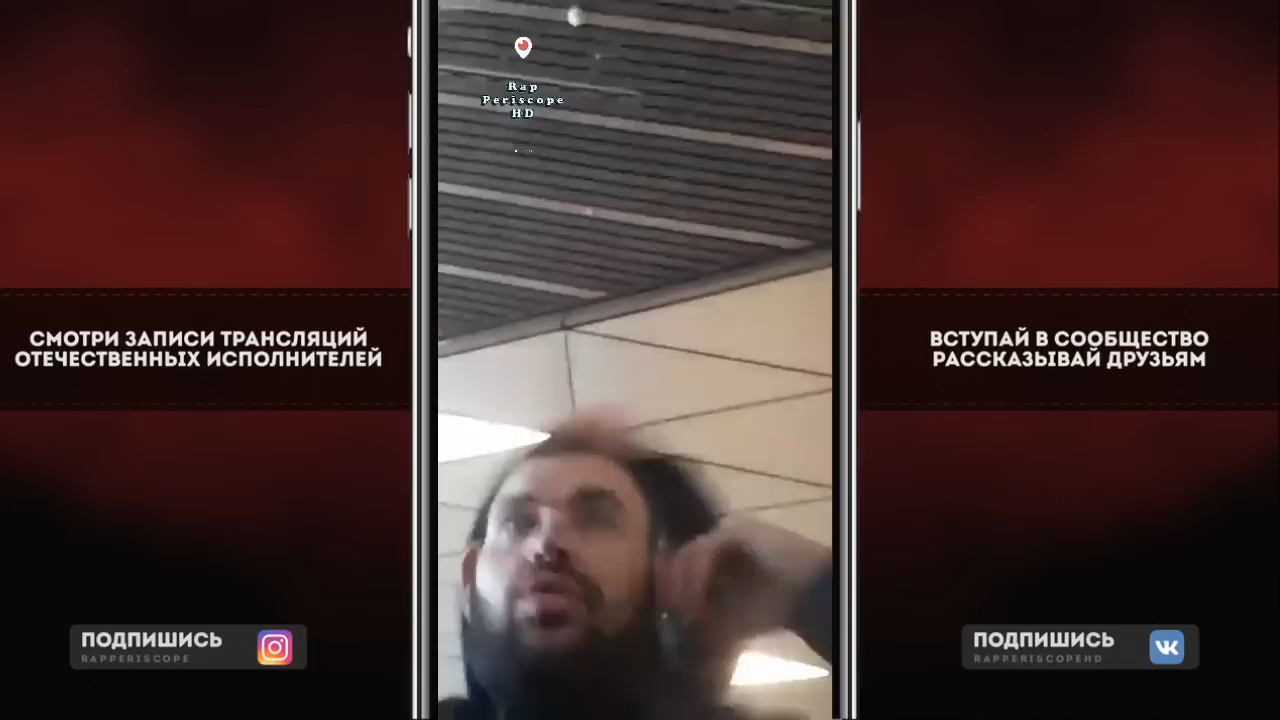 Rap
Periscope
HD
СМОТРИ ЗАПИСИ ТРАНСЛЯЦИЙ
ОТЕЧЕСТВЕННЫХ ИСПОЛНИТЕЛЕЙ
ВСТУПАЙ В СООБЩЕСТВО
РАССКАЗЫВАЙ ДРУЗЬЯМ
ПОДПИШИСЬ
RAPPERISCOPE
ПОДПИШИСЬ
RAPPERISCOPEHD